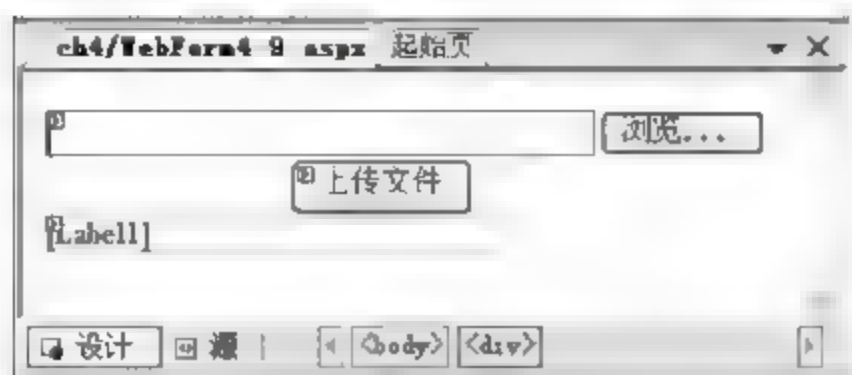 ch4/WebForm4 9 aspx 起始页
浏览...
上传文件
[Label1]
设计 源 <body> <div>